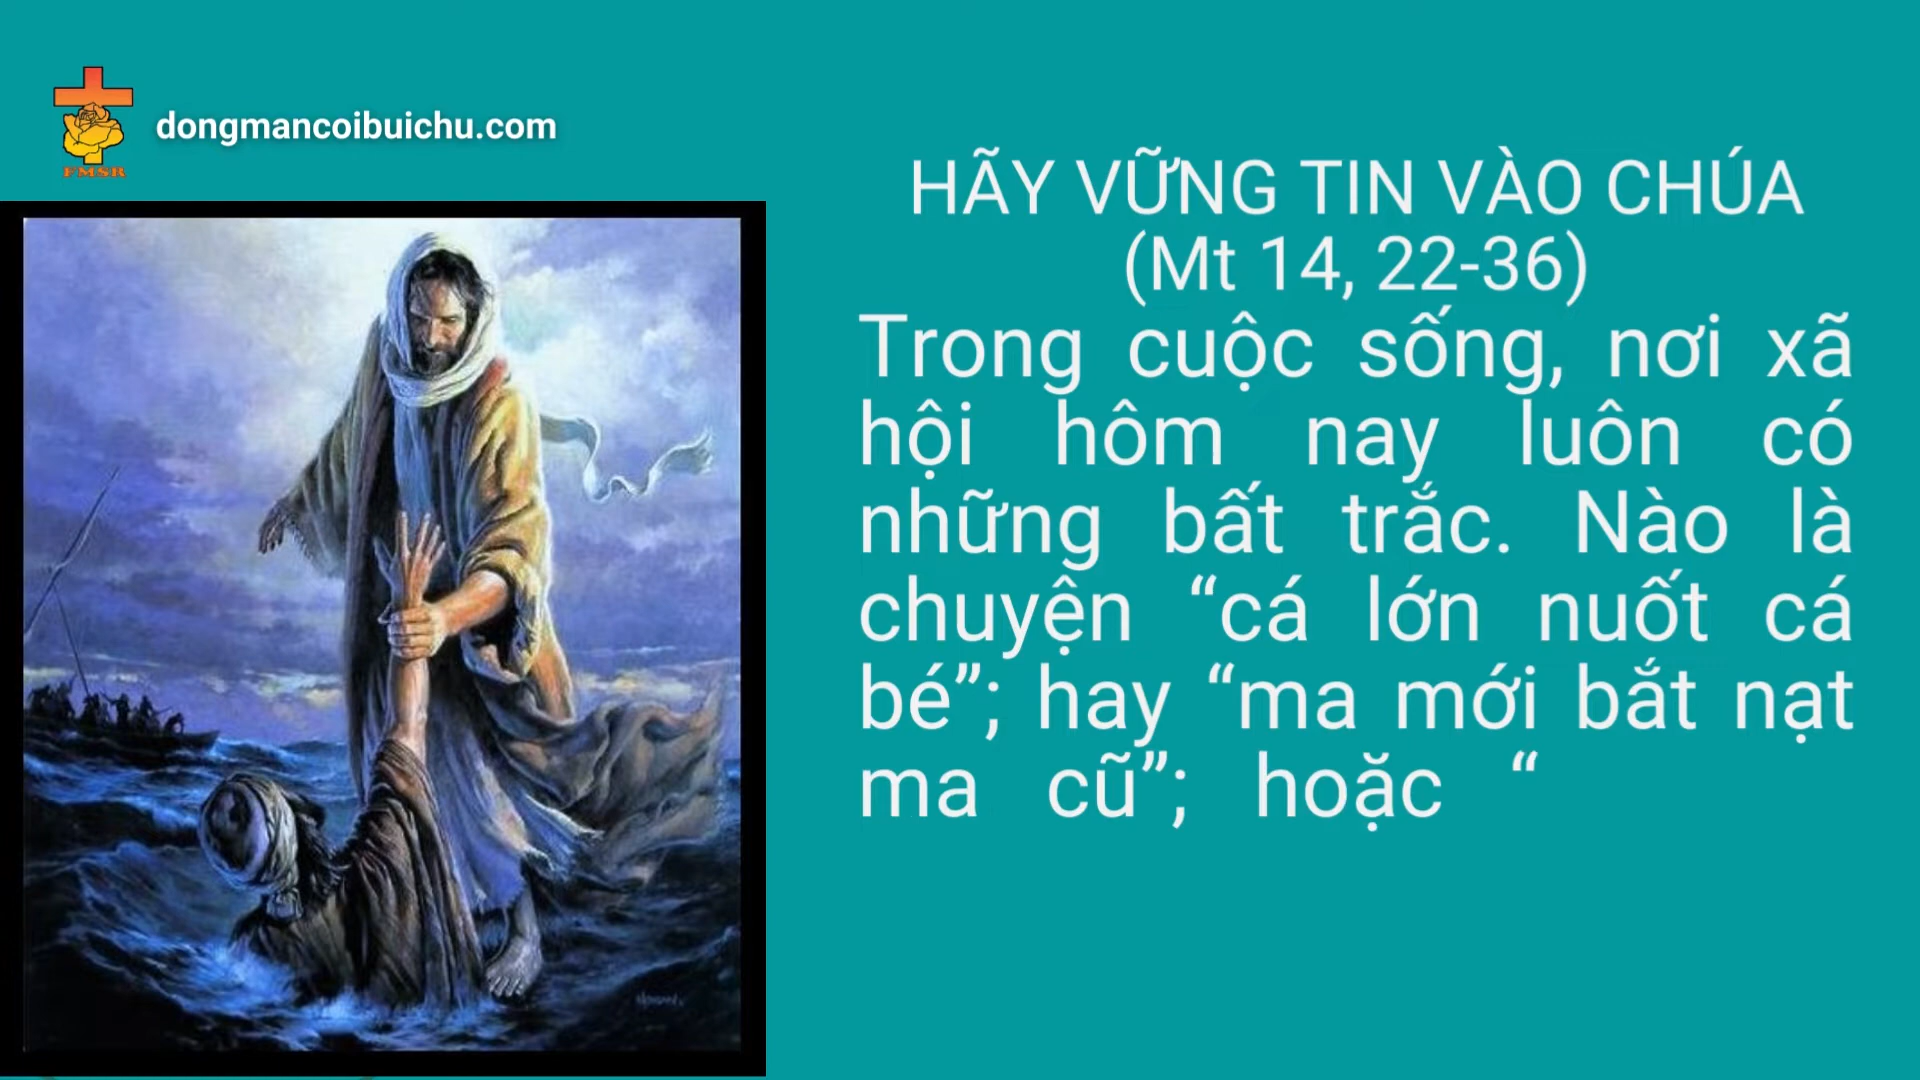 FMSR
dongmancoibuichu.com
HÃY VỮNG TIN VÀO CHÚA
(Mt 14, 22-36)
Trong cuộc sống, nơi xã
hội hôm nay luôn có
những bất trắc. Nào là
chuyện “cá lớn nuốt cá
bé”; hay “ma mới bắt nạt
ma cũ”; hoặc “